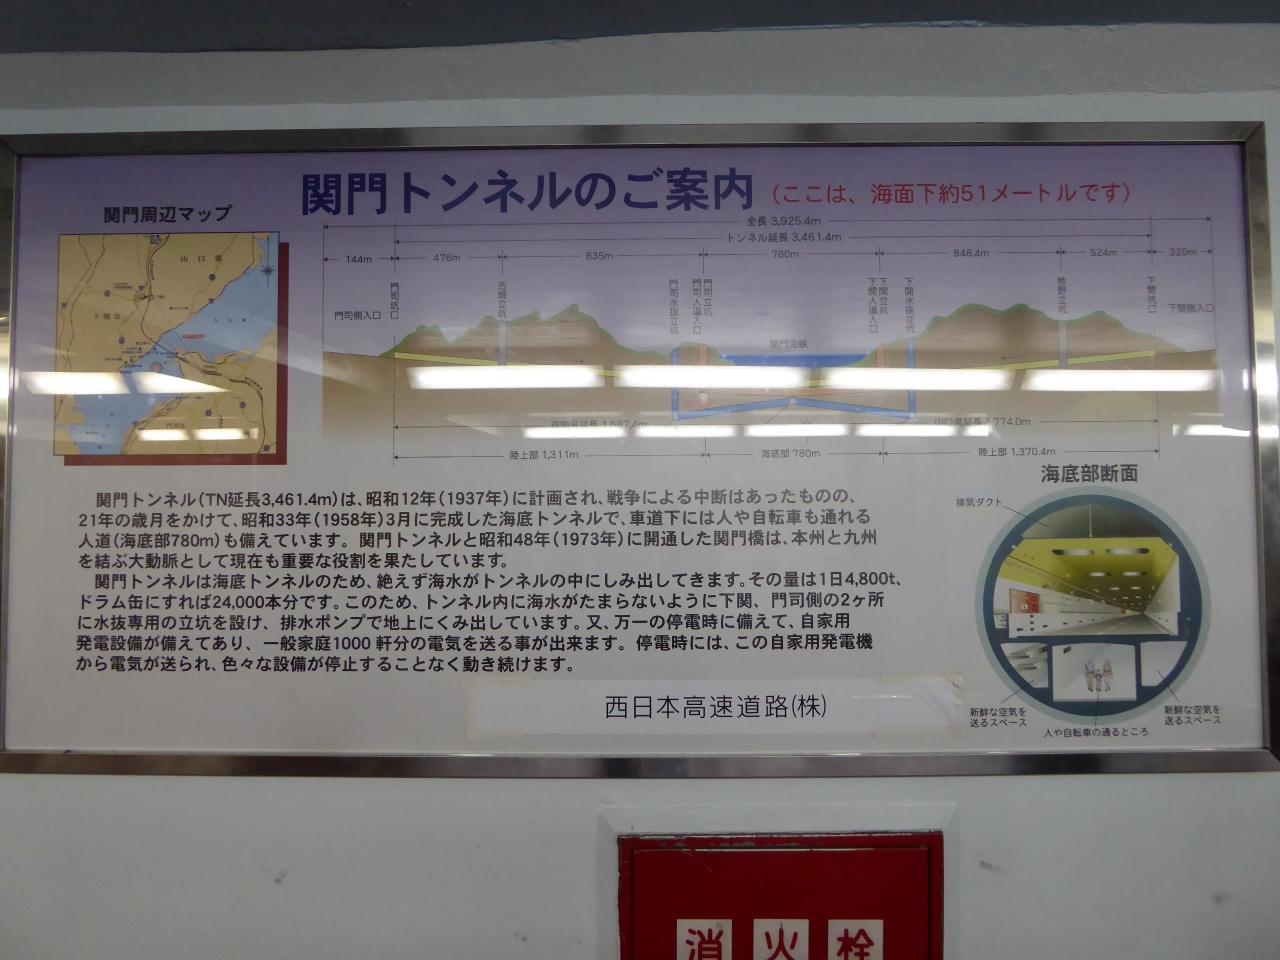 関門トンネルのご案内
(ここは、海面下約51メートルです)
関門周辺マップ
山口県
下関市
門司区
全長 3,925.4m
トンネル延長 3,461.4m
144m
476m
835m
780m
846.4m
524m
320m
門司側入口
門司坑口
古城立坑
門司水抜立坑
門司人道入口
門司立坑
下関人道入口
下関立坑
下関水抜立坑
下関坑口
下関側入口
関門海峡
福岡県延長 1,687.4m
山口県延長 1,774.0m
陸上部 1,311m
海底部 780m
陸上部 1,370.4m
関門トンネル(TN延長3,461.4m)は、昭和12年(1937年)に計画され、戦争による中断はあったものの、
21年の歳月をかけて、昭和33年(1958年)3月に完成した海底トンネルで、車道下には人や自転車も通れる
人道(海底部780m)も備えています。関門トンネルと昭和48年(1973年)に開通した関門橋は、本州と九州
を結ぶ大動脈として現在も重要な役割を果たしています。
関門トンネルは海底トンネルのため、絶えず海水がトンネルの中にしみ出してきます。その量は1日4,800t、
ドラム缶にすれば24,000本分です。このため、トンネル内に海水がたまらないように下関、門司側の2ヶ所
に水抜専用の立坑を設け、排水ポンプで地上にくみ出しています。又、万一の停電時に備えて、自家用
発電設備が備えてあり、一般家庭1000軒分の電気を送る事が出来ます。停電時には、この自家用発電機
から電気が送られ、色々な設備が停止することなく動き続けます。
西日本高速道路(株)
海底部断面
排気ダクト
新鮮な空気を
送るスペース
人や自転車の通るところ
新鮮な空気を
送るスペース
消火栓